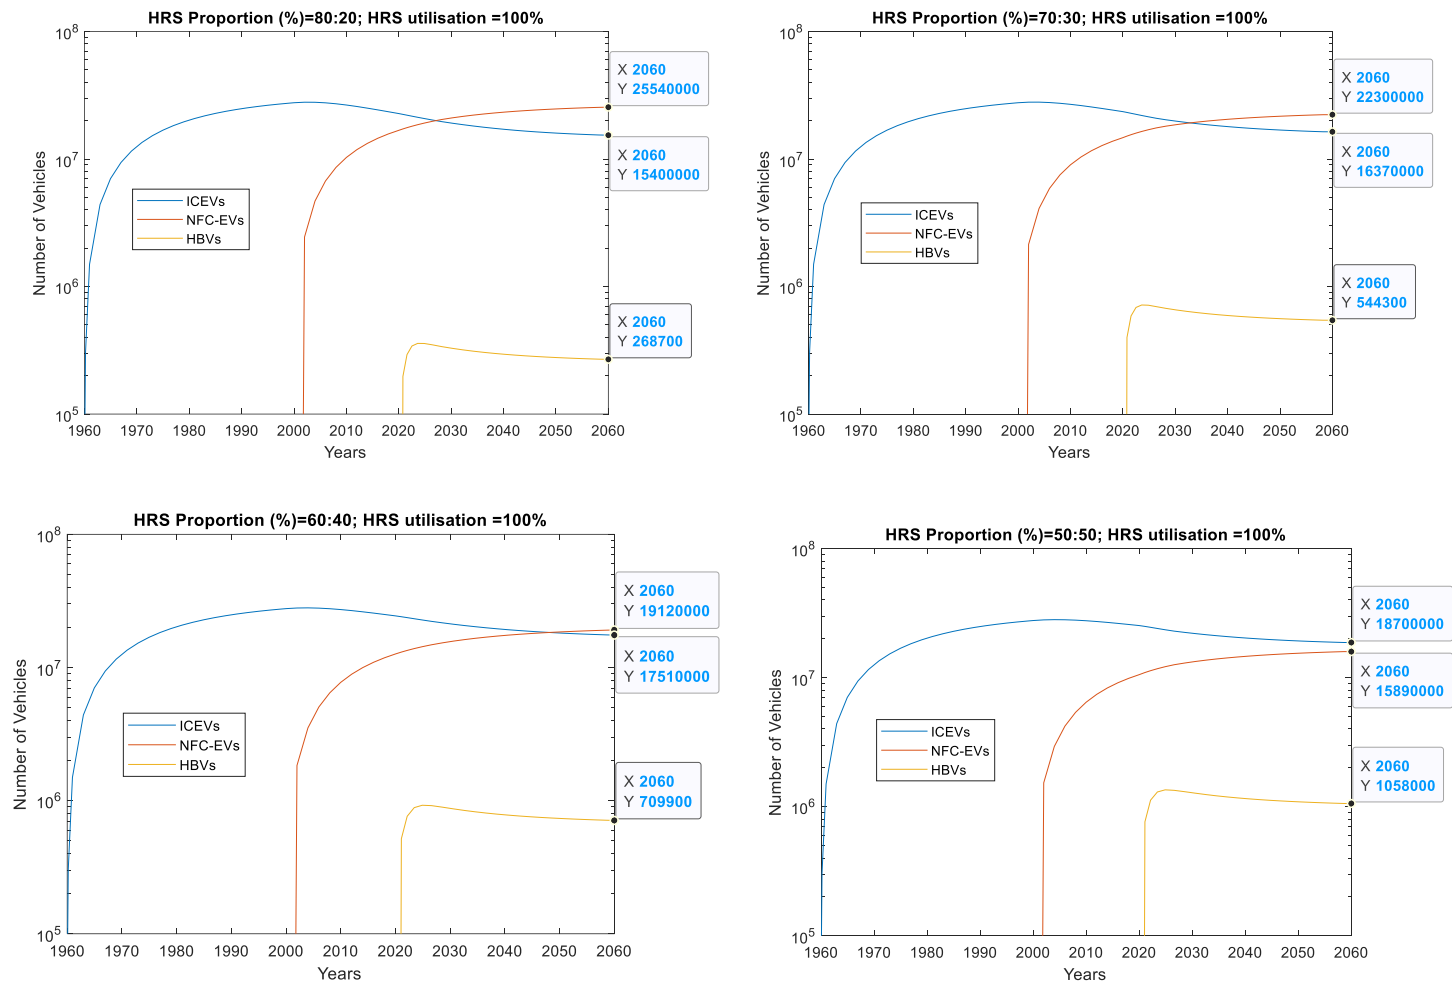 HRS Proportion (%)=80:20; HRS utilisation =100%
10^8
10^7
10^6
10^5
Number of Vehicles
ICEVs
NFC-EVs
HBVs
X 2060
Y 25540000
X 2060
Y 15400000
X 2060
Y 268700
1960 1970 1980 1990 2000 2010 2020 2030 2040 2050 2060
Years
HRS Proportion (%)=70:30; HRS utilisation =100%
10^8
10^7
10^6
10^5
Number of Vehicles
ICEVs
NFC-EVs
HBVs
X 2060
Y 22300000
X 2060
Y 16370000
X 2060
Y 544300
1960 1970 1980 1990 2000 2010 2020 2030 2040 2050 2060
Years
HRS Proportion (%)=60:40; HRS utilisation =100%
10^8
10^7
10^6
10^5
Number of Vehicles
ICEVs
NFC-EVs
HBVs
X 2060
Y 19120000
X 2060
Y 17510000
X 2060
Y 709900
1960 1970 1980 1990 2000 2010 2020 2030 2040 2050 2060
Years
HRS Proportion (%)=50:50; HRS utilisation =100%
10^8
10^7
10^6
10^5
Number of Vehicles
ICEVs
NFC-EVs
HBVs
X 2060
Y 18700000
X 2060
Y 15890000
X 2060
Y 1058000
1960 1970 1980 1990 2000 2010 2020 2030 2040 2050 2060
Years